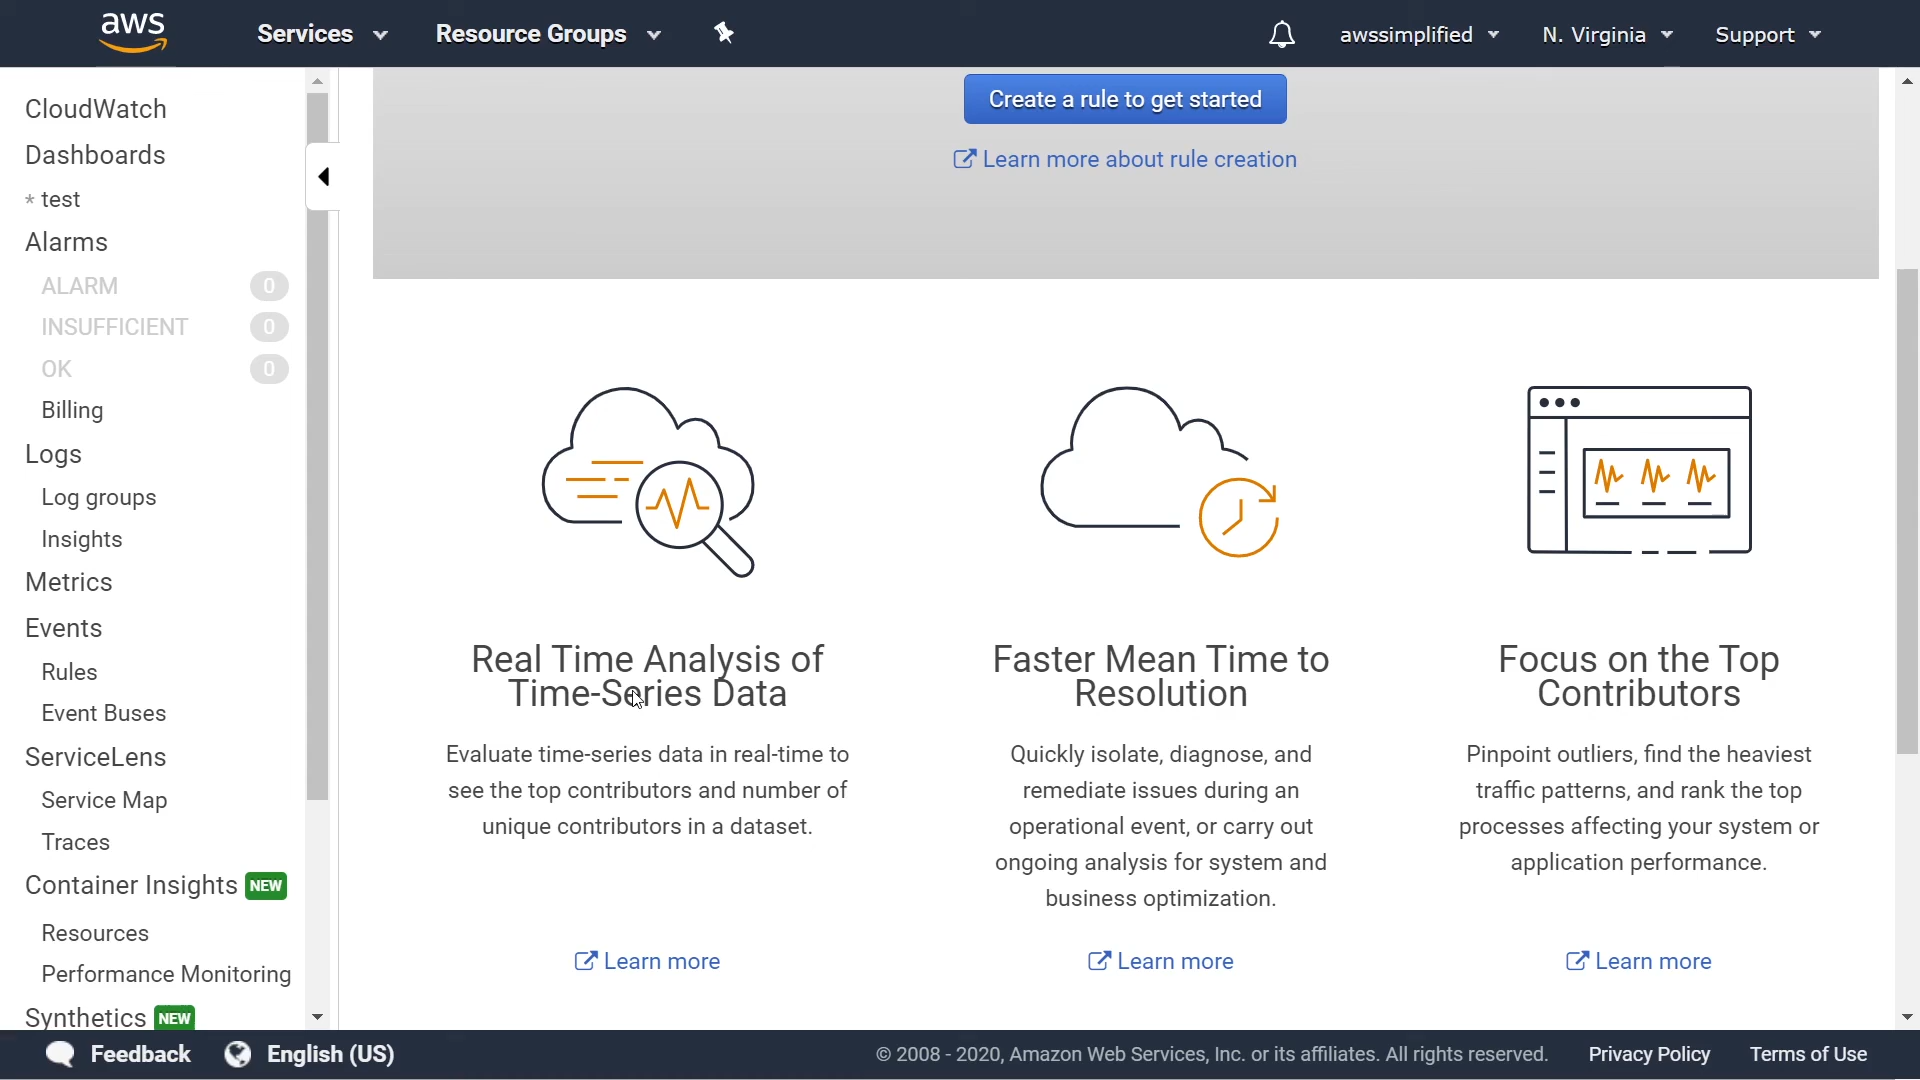 aws
Services
Resource Groups
awssimplified
N. Virginia
Support
CloudWatch
Dashboards
* test
Alarms
ALARM 0
INSUFFICIENT 0
OK 0
Billing
Logs
Log groups
Insights
Metrics
Events
Rules
Event Buses
ServiceLens
Service Map
Traces
Container Insights NEW
Resources
Performance Monitoring
Synthetics NEW
Create a rule to get started
Learn more about rule creation
Real Time Analysis of
Time-Series Data
Evaluate time-series data in real-time to
see the top contributors and number of
unique contributors in a dataset.
Learn more
Faster Mean Time to
Resolution
Quickly isolate, diagnose, and
remediate issues during an
operational event, or carry out
ongoing analysis for system and
business optimization.
Learn more
Focus on the Top
Contributors
Pinpoint outliers, find the heaviest
traffic patterns, and rank the top
processes affecting your system or
application performance.
Learn more
Feedback
English (US)
© 2008 - 2020, Amazon Web Services, Inc. or its affiliates. All rights reserved.
Privacy Policy
Terms of Use